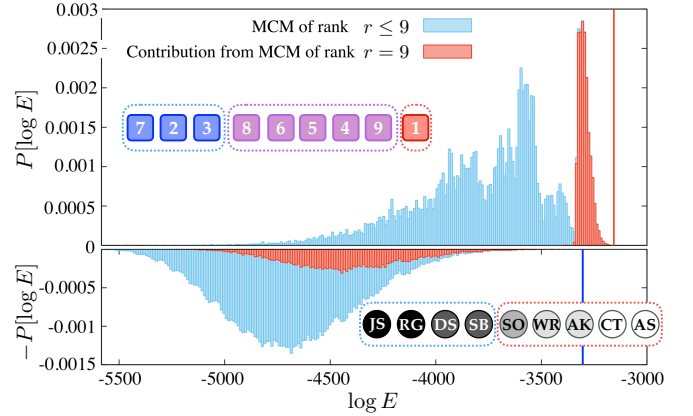 0.003
MCM of rank r ≤ 9
0.0025
Contribution from MCM of rank r = 9
0.002
7 2 3 8 6 5 4 9 1
0.0015
P[log E]
0.001
0.0005
0
-0.0005
−P[log E]
JS RG DS SB SO WR AK CT AS
-0.001
-0.0015
-5500 -5000 -4500 -4000 -3500 -3000
log E